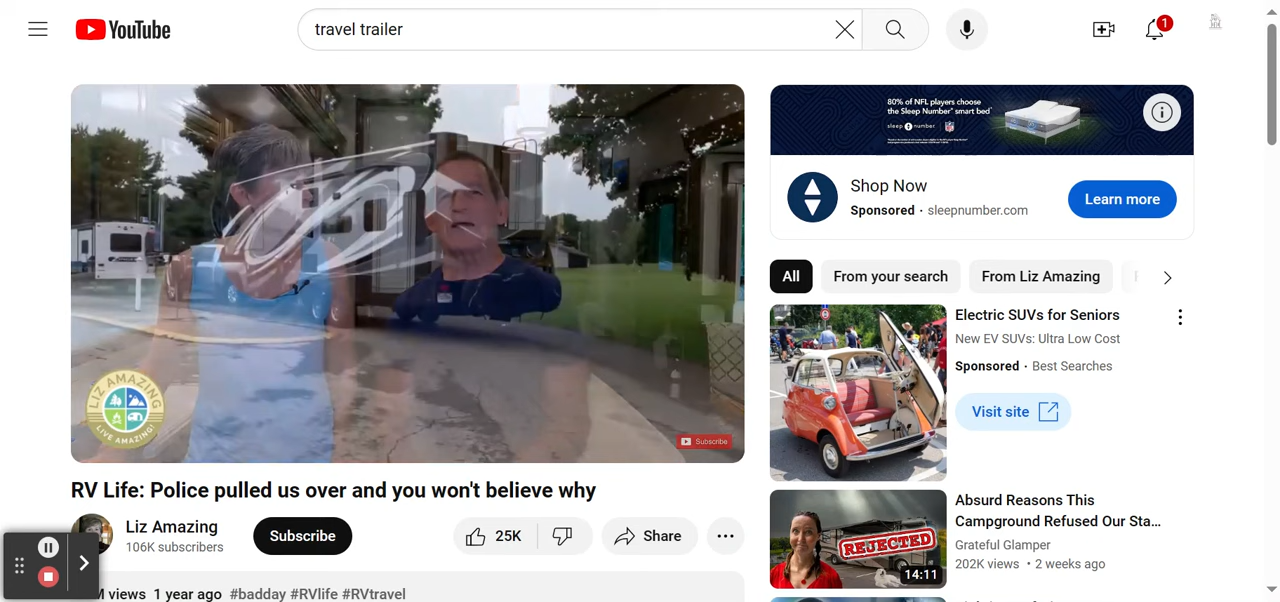 YouTube
travel trailer
1
80% of NFL players choose
the Sleep Number® smart bed*
sleep number. NFL
Shop Now
Sponsored · sleepnumber.com
Learn more
All
From your search
From Liz Amazing
Electric SUVs for Seniors
New EV SUVs: Ultra Low Cost
Sponsored · Best Searches
Visit site
LIZ AMAZING
LIVE AMAZING!
Subscribe
RV Life: Police pulled us over and you won't believe why
Liz Amazing
106K subscribers
Subscribe
25K
Share
...
Absurd Reasons This
Campground Refused Our Sta...
Grateful Glamper
202K views • 2 weeks ago
REJECTED
14:11
views 1 year ago #badday #RVlife #RVtravel